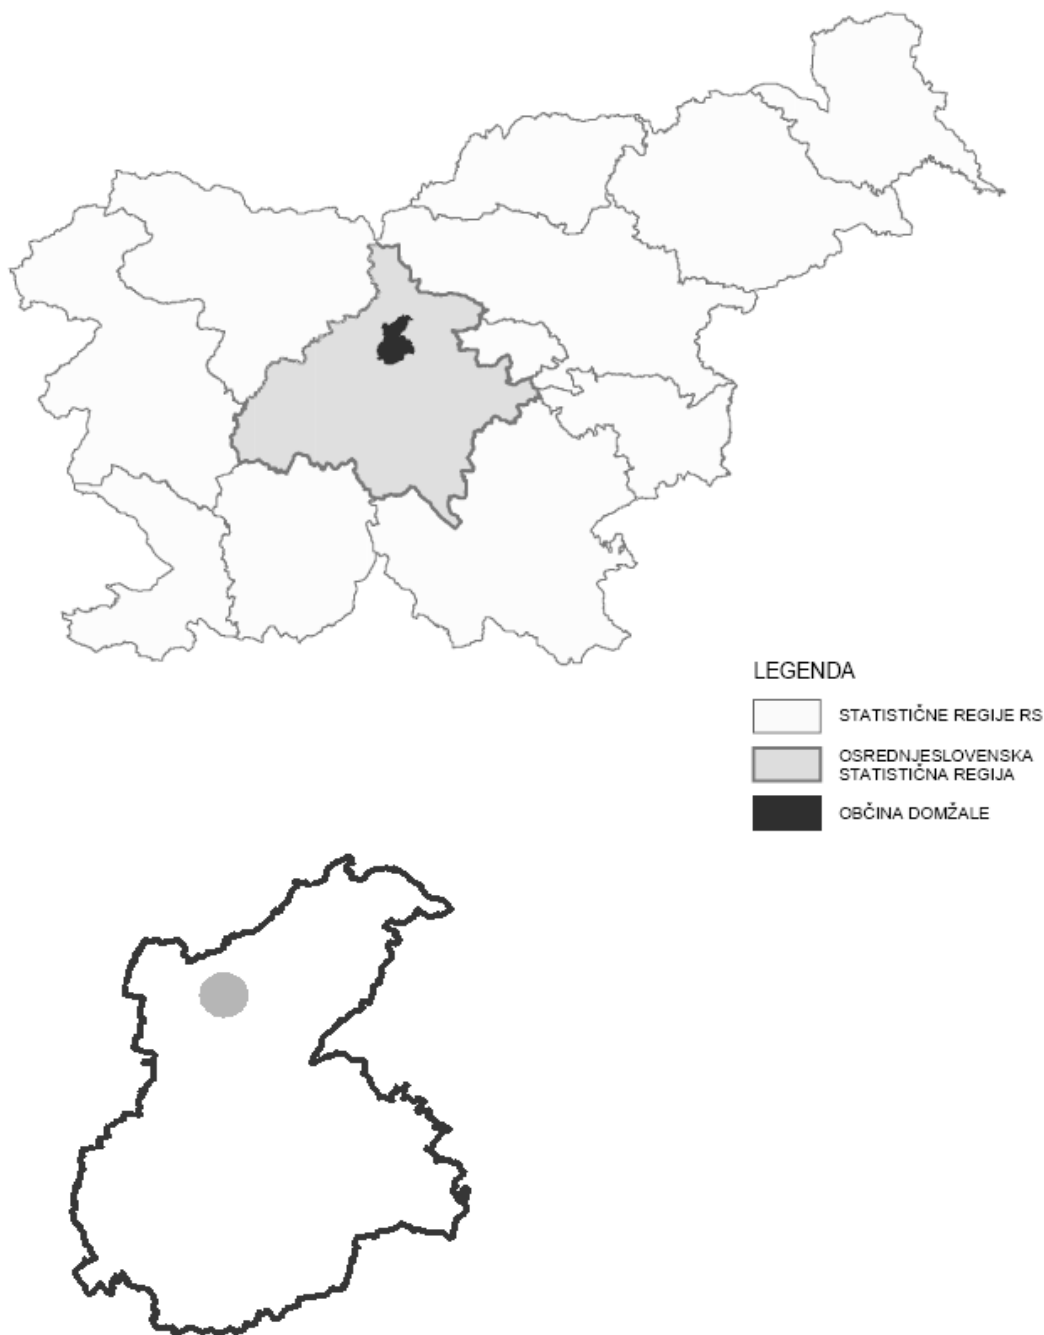 LEGENDA
STATISTIČNE REGIJE RS
OSREDNJESLOVENSKA
STATISTIČNA REGIJA
OBČINA DOMŽALE